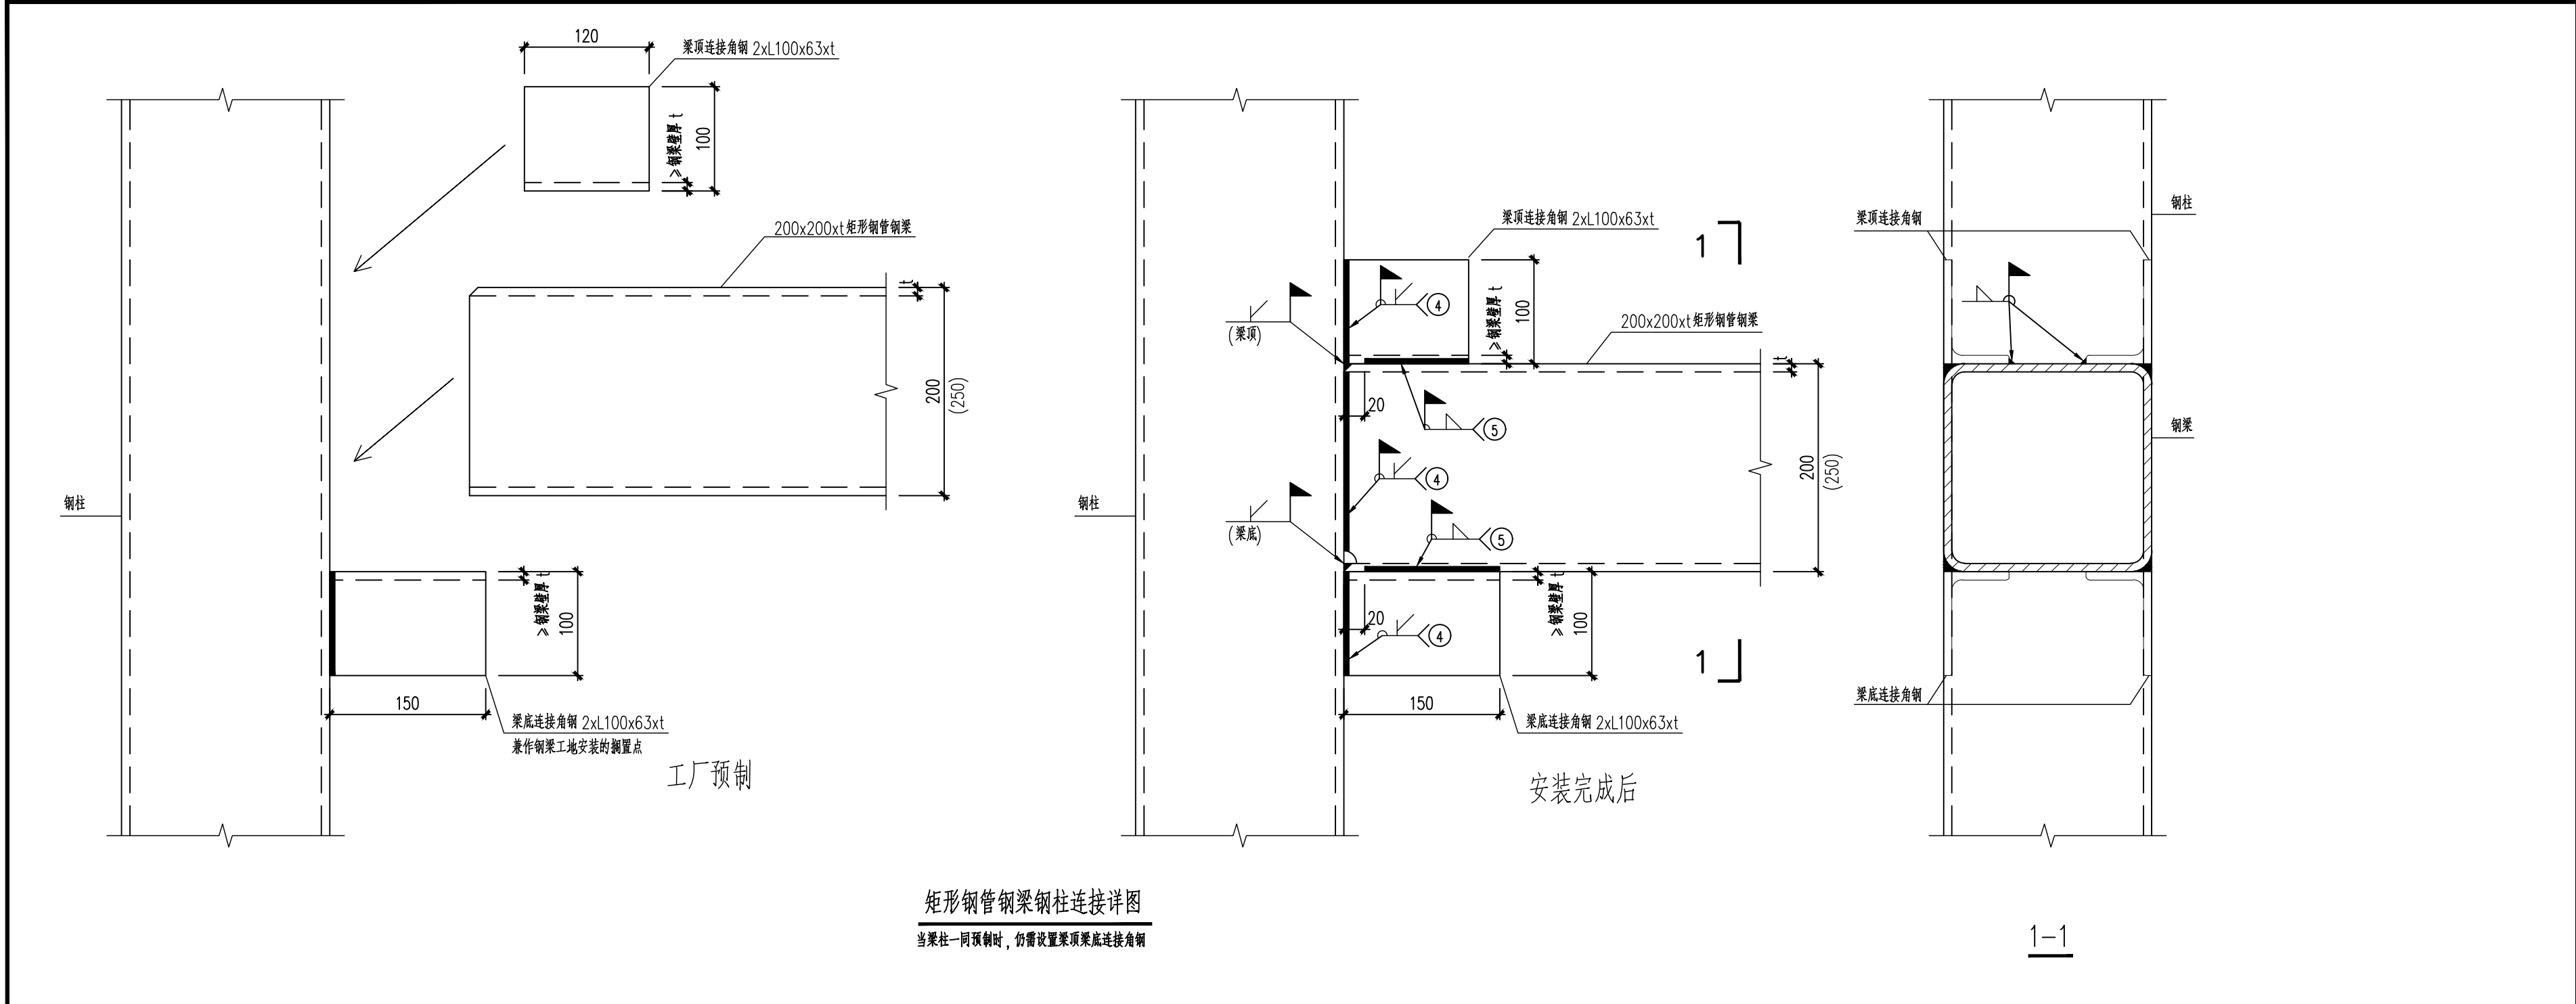 120
梁顶连接角钢 2xL100x63xt
≥钢梁壁厚 t
100
200x200xt矩形钢管钢梁
t
200
(250)
钢柱
≥钢梁壁厚 t
100
150
梁底连接角钢 2xL100x63xt
兼作钢梁工地安装的搁置点
工厂预制
梁顶连接角钢 2xL100x63xt
1
4
(梁顶)
≥钢梁壁厚 t
100
200x200xt矩形钢管钢梁
t
20
5
4
200
(250)
钢柱
(梁底)
5
20
4
≥钢梁壁厚 t
100
1
150
梁底连接角钢 2xL100x63xt
安装完成后
钢柱
梁顶连接角钢
钢梁
梁底连接角钢
矩形钢管钢梁钢柱连接详图
当梁柱一同预制时，仍需设置梁顶梁底连接角钢
1-1